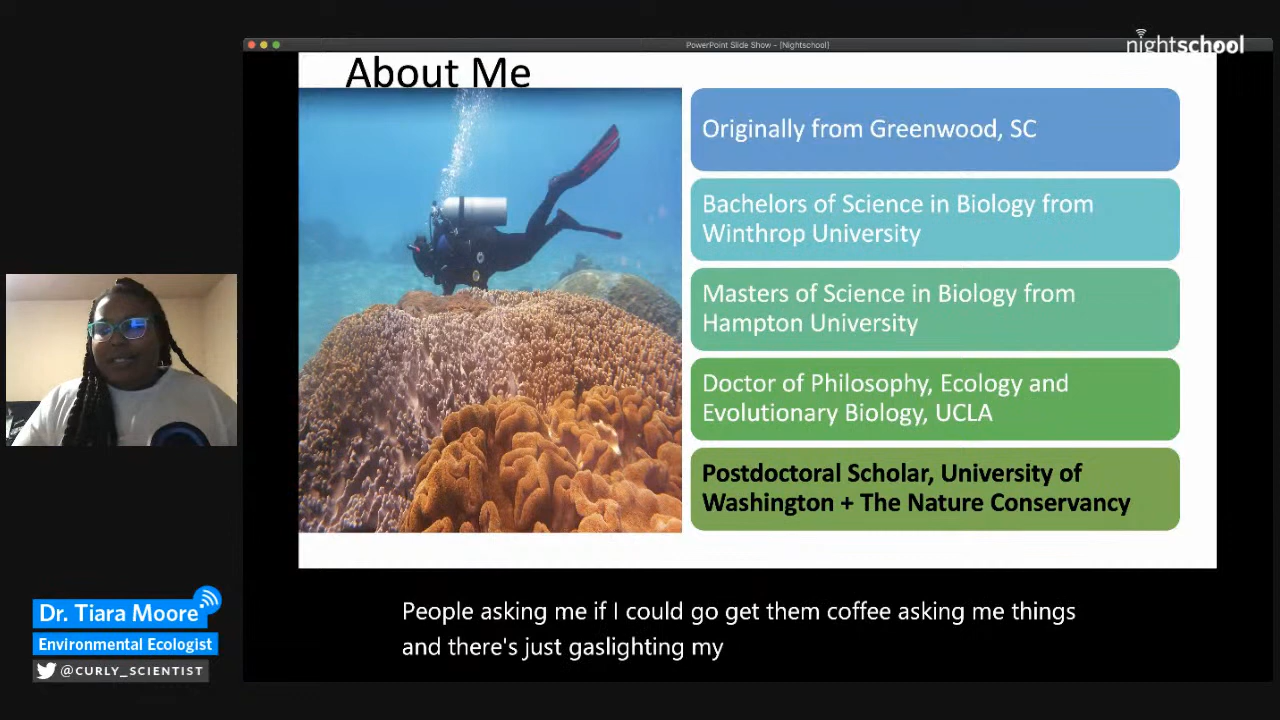 PowerPoint Slide Show - [Nightschool]
nightschool
About Me
Originally from Greenwood, SC
Bachelors of Science in Biology from
Winthrop University
Masters of Science in Biology from
Hampton University
Doctor of Philosophy, Ecology and
Evolutionary Biology, UCLA
Postdoctoral Scholar, University of
Washington + The Nature Conservancy
Dr. Tiara Moore
Environmental Ecologist
@CURLY_SCIENTIST
People asking me if I could go get them coffee asking me things
and there's just gaslighting my